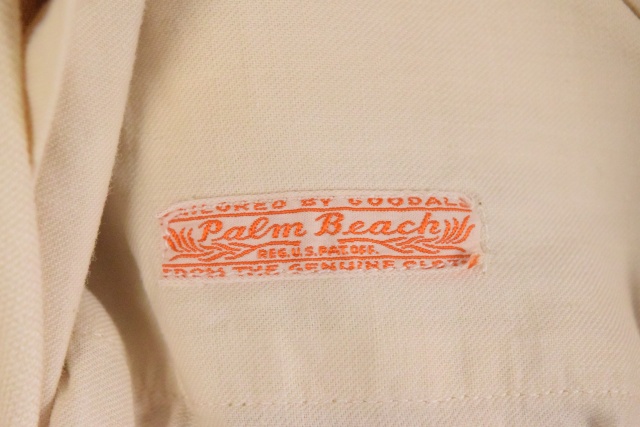 TAILORED BY GOODALL
Palm Beach
REG.U.S.PAT.OFF.
FROM THE GENUINE CLOTH